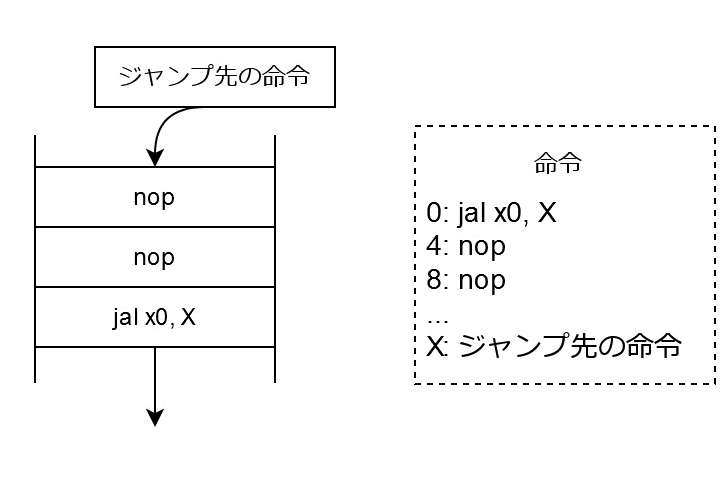 ジャンプ先の命令
nop
nop
jal x0, X
命令
0: jal x0, X
4: nop
8: nop
...
X: ジャンプ先の命令